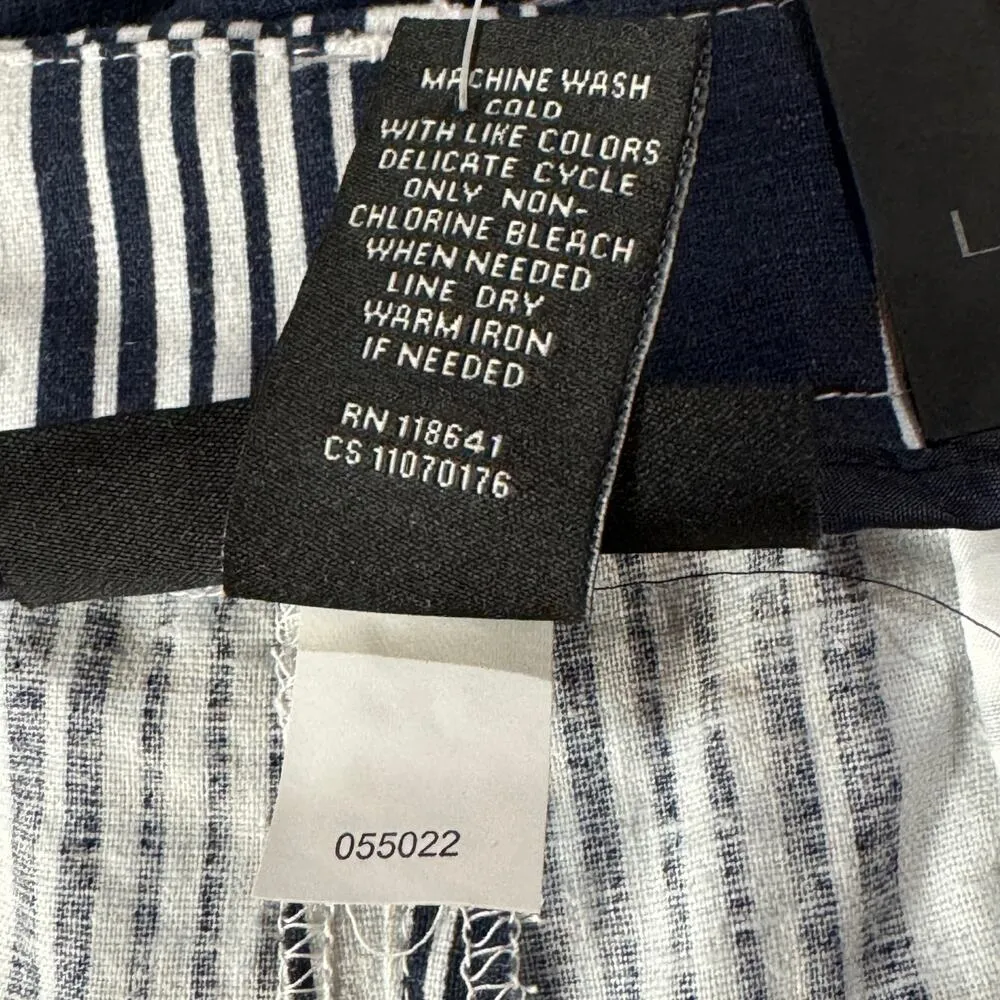 MACHINE WASH
COLD
WITH LIKE COLORS
DELICATE CYCLE
ONLY NON-
CHLORINE BLEACH
WHEN NEEDED
LINE DRY
WARM IRON
IF NEEDED
RN 118641
CS 11070176
L
055022